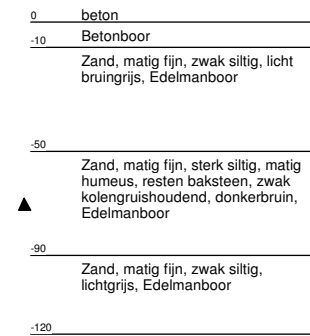 0 beton
-10 Betonboor
Zand, matig fijn, zwak siltig, licht
bruingrijs, Edelmanboor
-50
Zand, matig fijn, sterk siltig, matig
humeus, resten baksteen, zwak
kolengruishoudend, donkerbruin,
Edelmanboor
-90
Zand, matig fijn, zwak siltig,
lichtgrijs, Edelmanboor
-120